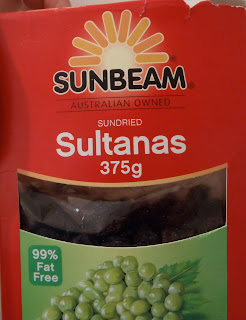 SUNBEAM®
AUSTRALIAN OWNED
SUNDRIED
Sultanas
375g
99%
Fat
Free